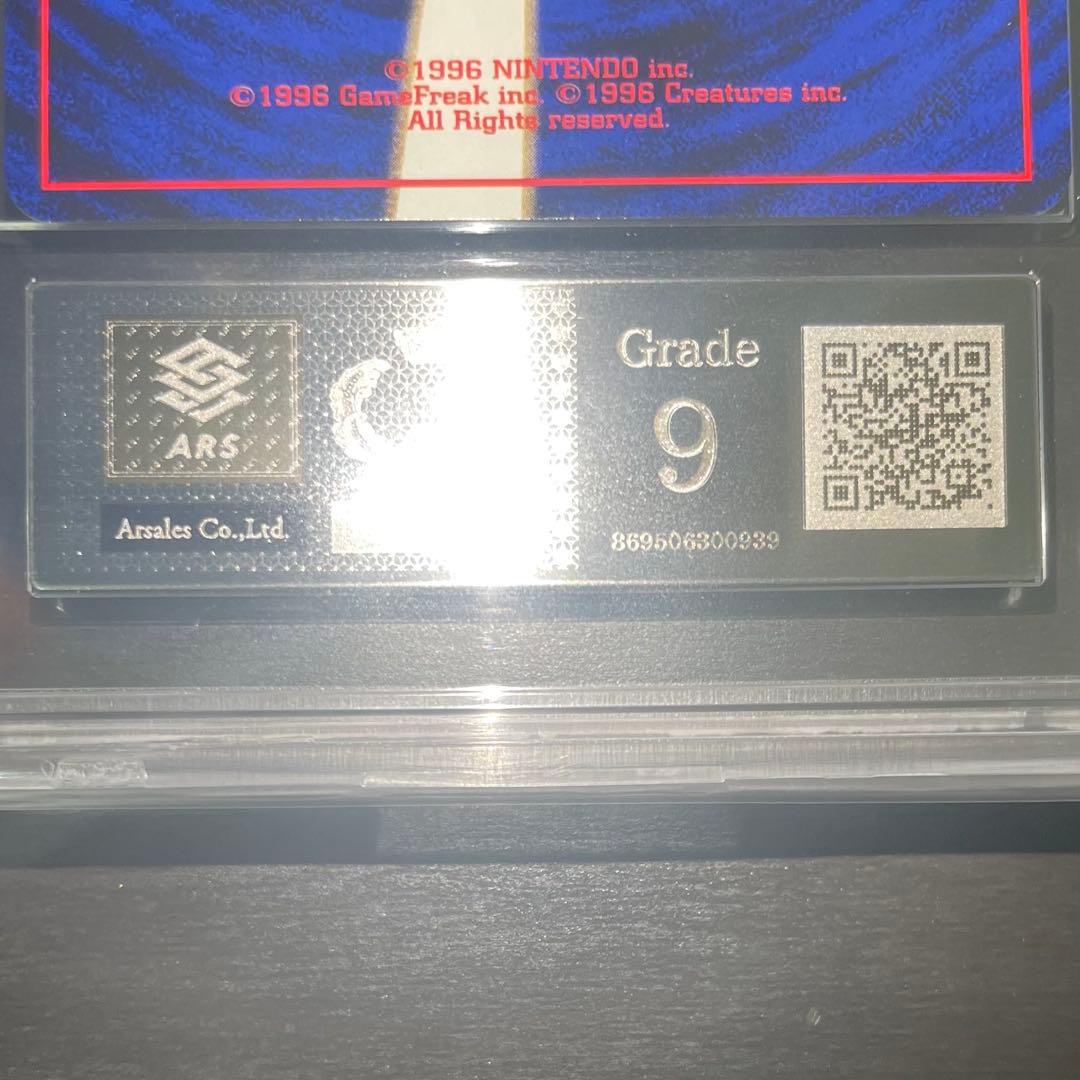 ©1996 NINTENDO inc.
©1996 GameFreak inc. ©1996 Creatures inc.
All Rights reserved.
ARS
Arsales Co.,Ltd.
Grade
9
869506300939